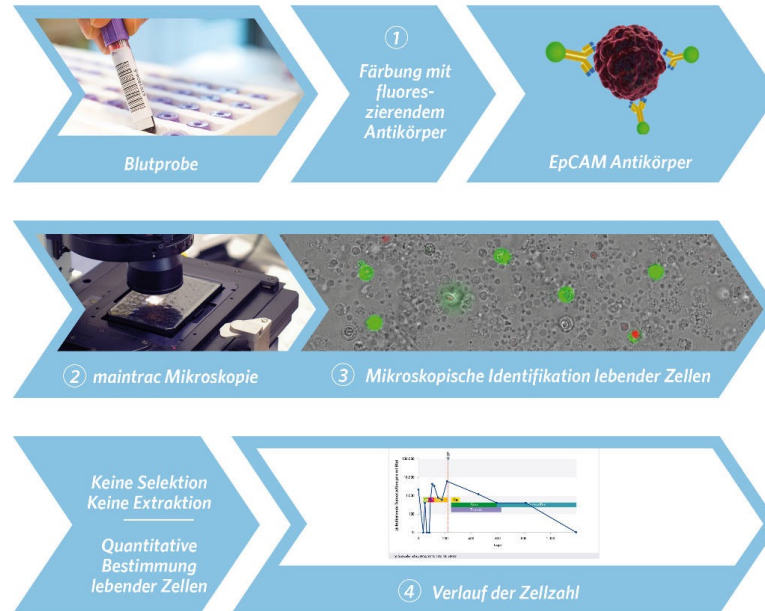 Blutprobe
①
Färbung mit
fluores-
zierendem
Antikörper
EpCAM Antikörper
② maintrac Mikroskopie
③ Mikroskopische Identifikation lebender Zellen
Keine Selektion
Keine Extraktion
Quantitative
Bestimmung
lebender Zellen
④ Verlauf der Zellzahl